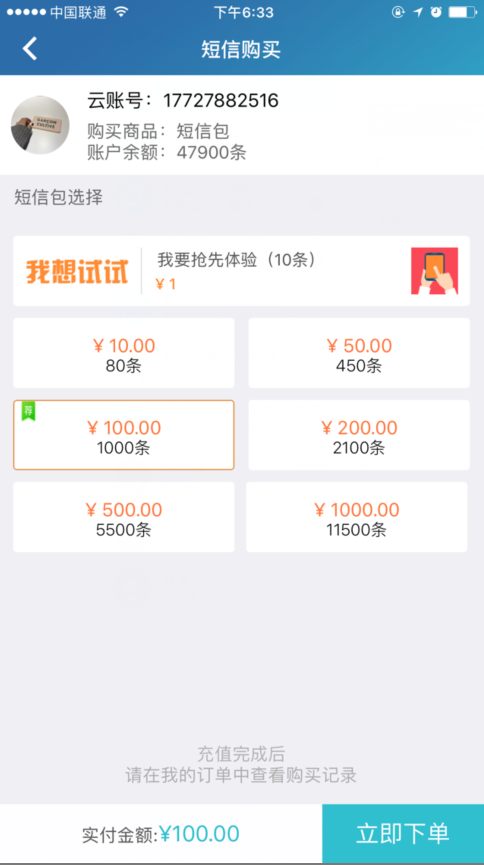 中国联通
下午6:33
短信购买
云账号：17727882516
购买商品：短信包
账户余额：47900条
短信包选择
我想试试
我要抢先体验（10条）
¥ 1
¥ 10.00
80条
¥ 50.00
450条
荐
¥ 100.00
1000条
¥ 200.00
2100条
¥ 500.00
5500条
¥ 1000.00
11500条
充值完成后
请在我的订单中查看购买记录
实付金额:¥100.00
立即下单